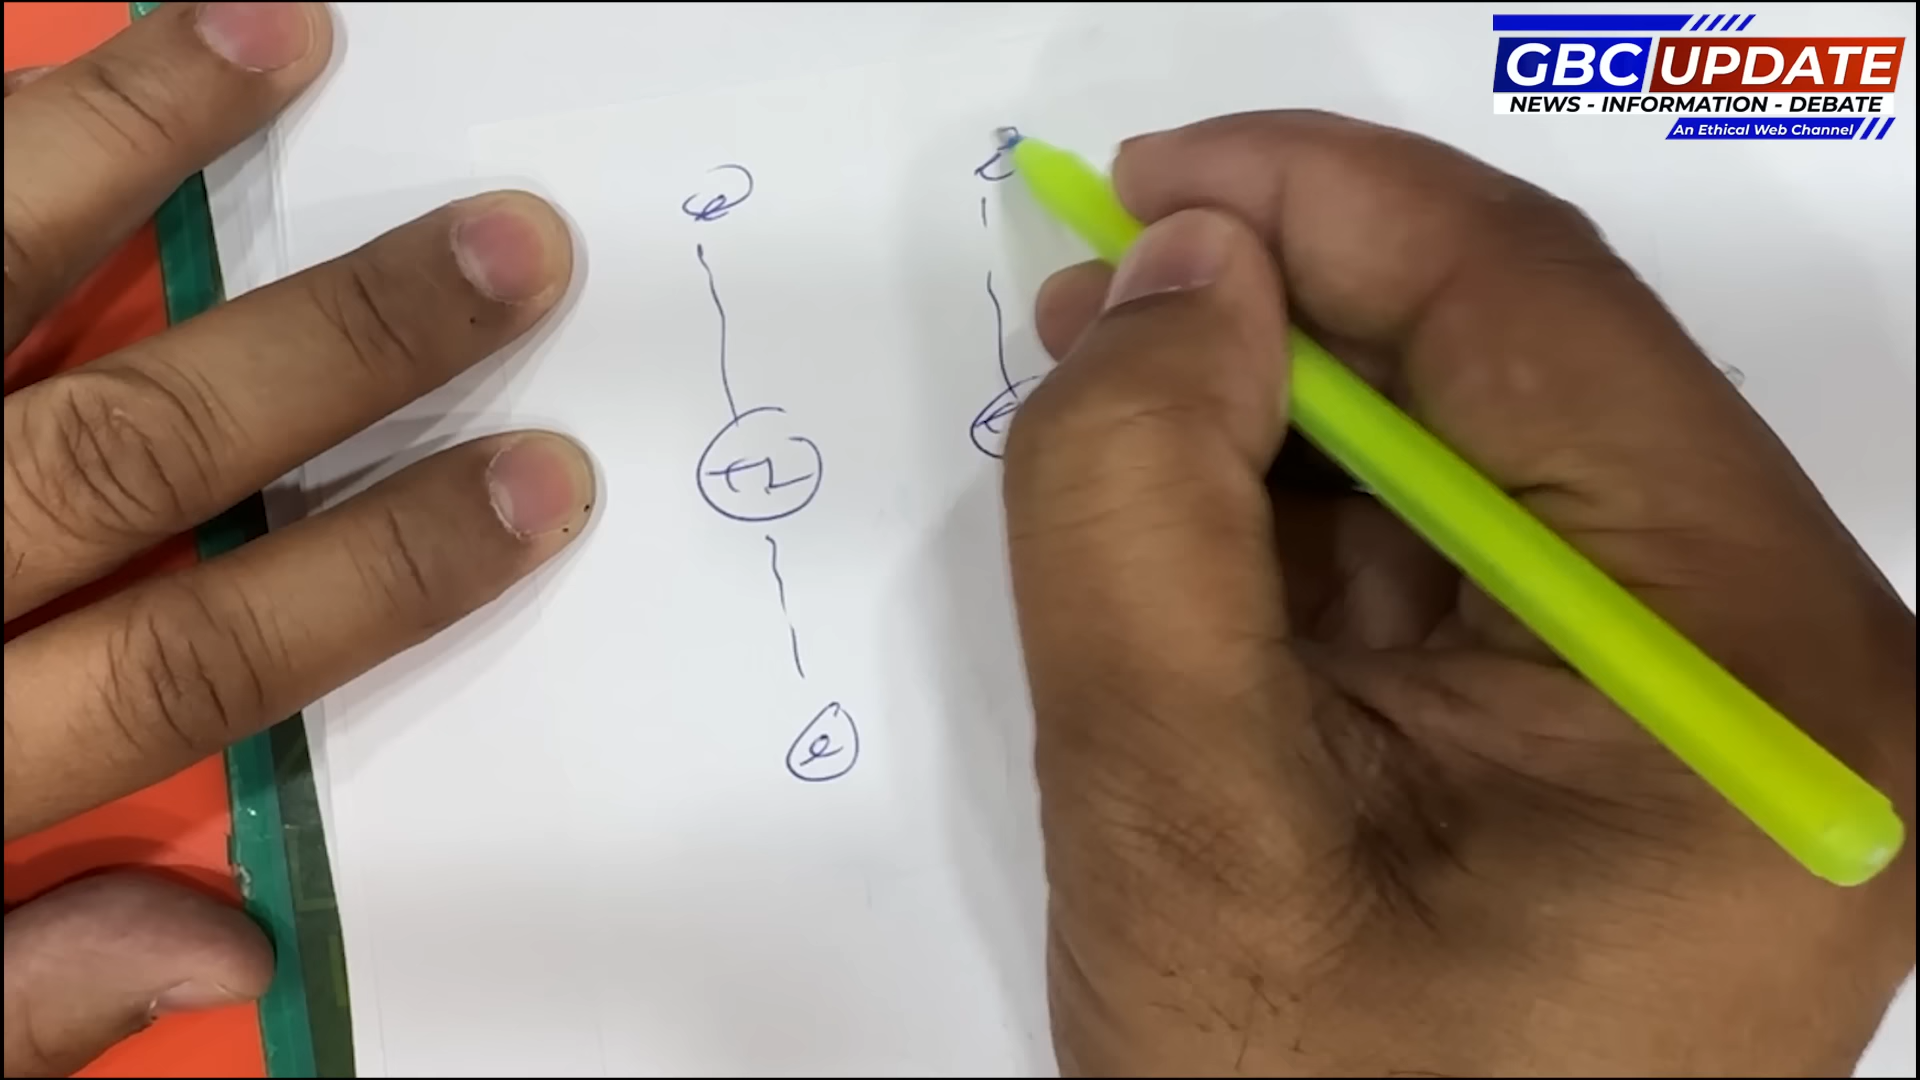 GBC UPDATE
NEWS - INFORMATION - DEBATE
An Ethical Web Channel
e
e
e